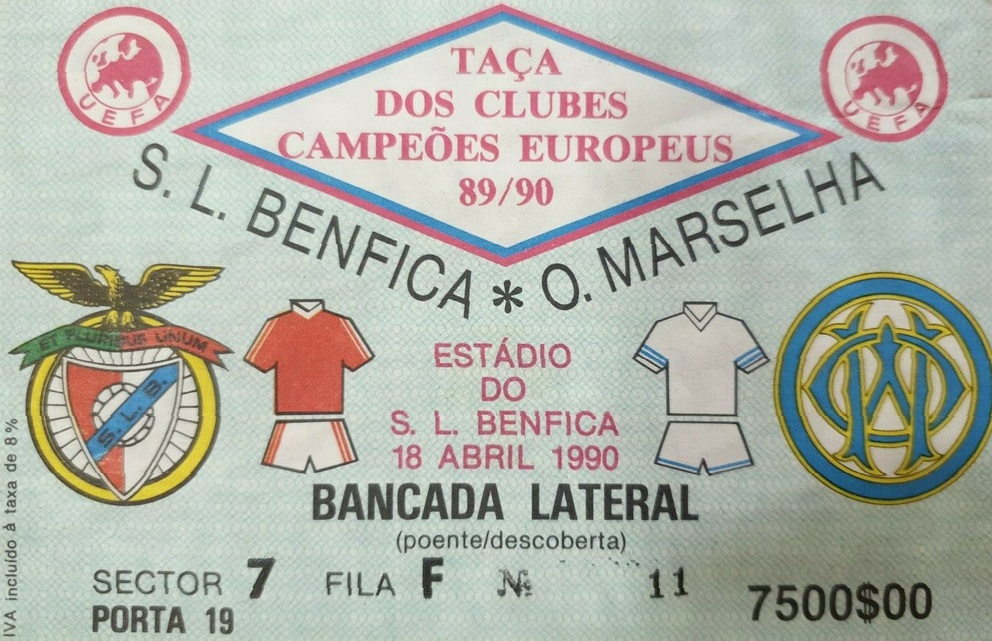 TAÇA
DOS CLUBES
CAMPEÕES EUROPEUS
89/90
UEFA
UEFA
S. L. BENFICA * O. MARSELHA
ET PLURIBUS UNUM
S. L. B.
ESTÁDIO
DO
S. L. BENFICA
18 ABRIL 1990
BANCADA LATERAL
(poente/descoberta)
SECTOR 7 FILA F Nº 11
PORTA 19
7500$00
IVA incluído à taxa de 8%